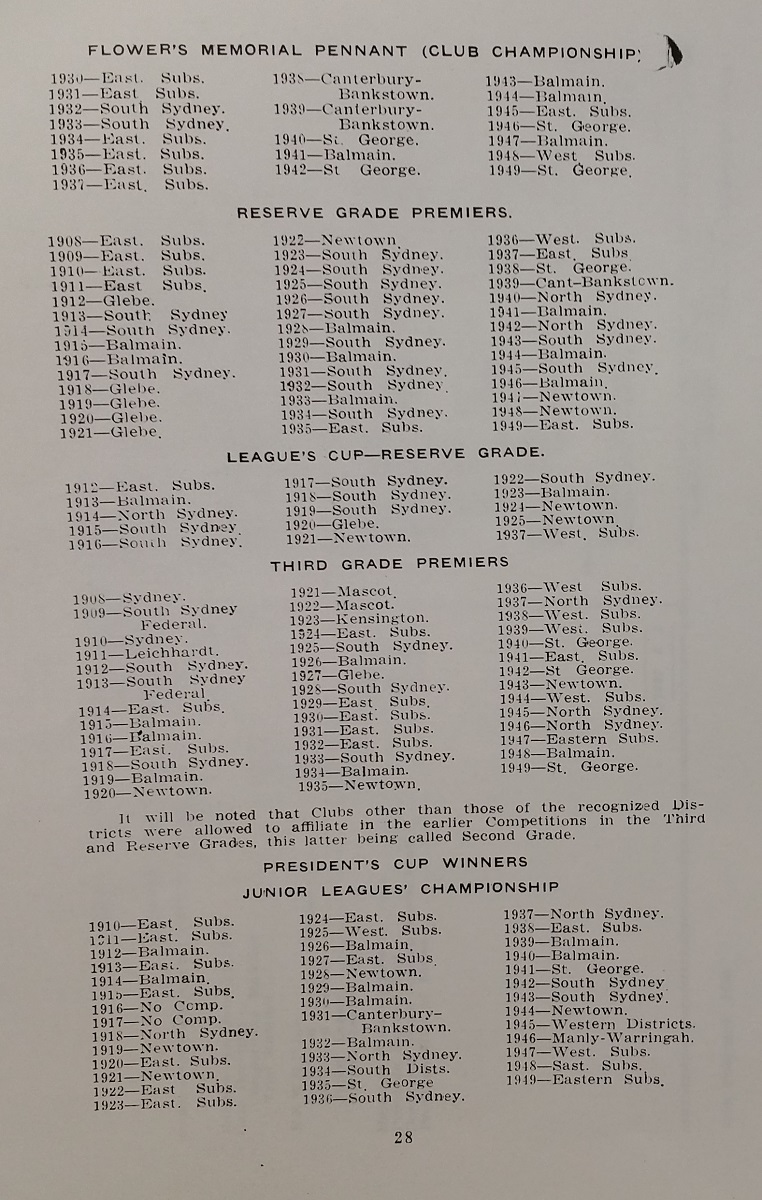 FLOWER'S MEMORIAL PENNANT (CLUB CHAMPIONSHIP)
1930—East. Subs.
1931—East Subs.
1932—South Sydney.
1933—South Sydney.
1934—East. Subs.
1935—East. Subs.
1936—East. Subs.
1937—East. Subs.
1938—Canterbury-
Bankstown.
1939—Canterbury-
Bankstown.
1940—St. George.
1941—Balmain.
1942—St George.
1943—Balmain.
1944—Balmain.
1945—East. Subs.
1946—St. George.
1947—Balmain.
1948—West Subs.
1949—St. George.
RESERVE GRADE PREMIERS.
1908—East. Subs.
1909—East. Subs.
1910—East. Subs.
1911—East Subs.
1912—Glebe.
1913—South Sydney
1914—South Sydney.
1915—Balmain.
1916—Balmain.
1917—South Sydney.
1918—Glebe.
1919—Glebe.
1920—Glebe.
1921—Glebe.
1922—Newtown.
1923—South Sydney.
1924—South Sydney.
1925—South Sydney.
1926—South Sydney.
1927—South Sydney.
1928—Balmain.
1929—South Sydney.
1930—Balmain.
1931—South Sydney.
1932—South Sydney.
1933—Balmain.
1934—South Sydney.
1935—East. Subs.
1936—West. Subs.
1937—East. Subs
1938—St. George.
1939—Cant-Bankstown.
1940—North Sydney.
1941—Balmain.
1942—North Sydney.
1943—South Sydney.
1944—Balmain.
1945—South Sydney.
1946—Balmain.
1947—Newtown.
1948—Newtown.
1949—East. Subs.
LEAGUE'S CUP—RESERVE GRADE.
1912—East. Subs.
1913—Balmain.
1914—North Sydney.
1915—South Sydney.
1916—South Sydney.
1917—South Sydney.
1918—South Sydney.
1919—South Sydney.
1920—Glebe.
1921—Newtown.
1922—South Sydney.
1923—Balmain.
1924—Newtown.
1925—Newtown.
1937—West. Subs.
THIRD GRADE PREMIERS
1908—Sydney.
1909—South Sydney
Federal.
1910—Sydney.
1911—Leichhardt.
1912—South Sydney.
1913—South Sydney
Federal.
1914—East. Subs.
1915—Balmain.
1916—Balmain.
1917—East. Subs.
1918—South Sydney.
1919—Balmain.
1920—Newtown.
1921—Mascot.
1922—Mascot.
1923—Kensington.
1924—East. Subs.
1925—South Sydney.
1926—Balmain.
1927—Glebe.
1928—South Sydney.
1929—East. Subs.
1930—East. Subs.
1931—East. Subs.
1932—East. Subs.
1933—South Sydney.
1934—Balmain.
1935—Newtown.
1936—West Subs.
1937—North Sydney.
1938—West. Subs.
1939—West. Subs.
1940—St. George.
1941—East. Subs.
1942—St George.
1943—Newtown.
1944—West. Subs.
1945—North Sydney.
1946—North Sydney.
1947—Eastern Subs.
1948—Balmain.
1949—St. George.
It will be noted that Clubs other than those of the recognized Dis-
tricts were allowed to affiliate in the earlier Competitions in the Third
and Reserve Grades, this latter being called Second Grade.
PRESIDENT'S CUP WINNERS
JUNIOR LEAGUES' CHAMPIONSHIP
1910—East. Subs.
1911—East. Subs.
1912—Balmain.
1913—East. Subs.
1914—Balmain.
1915—East. Subs.
1916—No Comp.
1917—No Comp.
1918—North Sydney.
1919—Newtown.
1920—East. Subs.
1921—Newtown.
1922—East Subs.
1923—East. Subs.
1924—East. Subs.
1925—West. Subs.
1926—Balmain.
1927—East. Subs.
1928—Newtown.
1929—Balmain.
1930—Balmain.
1931—Canterbury-
Bankstown.
1932—Balmain.
1933—North Sydney.
1934—South Dists.
1935—St. George
1936—South Sydney.
1937—North Sydney.
1938—East. Subs.
1939—Balmain.
1940—Balmain.
1941—St. George.
1942—South Sydney
1943—South Sydney.
1944—Newtown.
1945—Western Districts.
1946—Manly-Warringah.
1947—West. Subs.
1948—Sast. Subs.
1949—Eastern Subs.
28